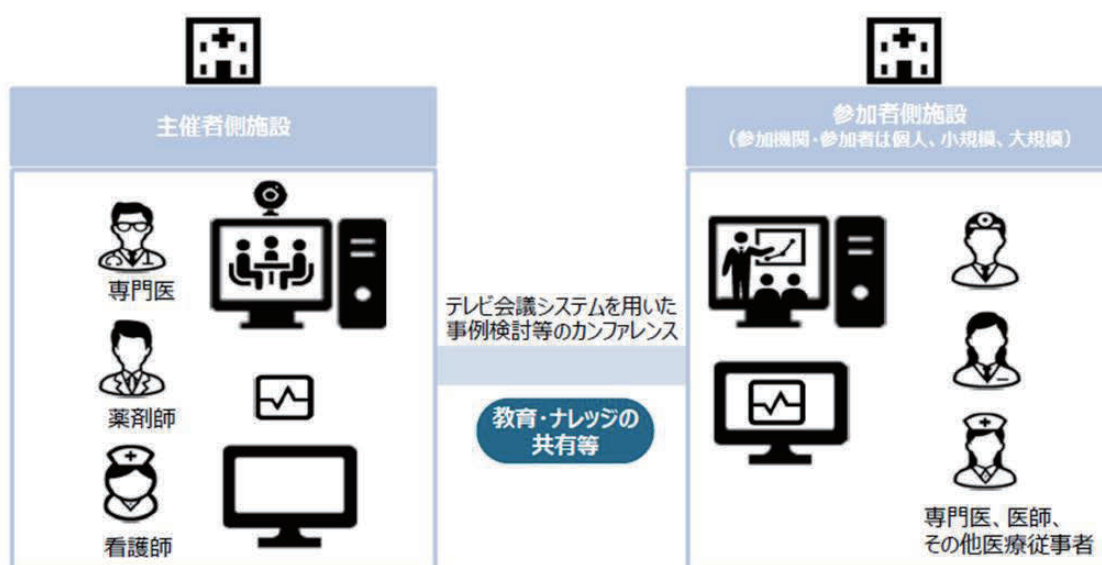 主催者側施設
参加者側施設
（参加機関・参加者は個人、小規模、大規模）
専門医
薬剤師
看護師
テレビ会議システムを用いた
事例検討等のカンファレンス
教育・ナレッジの
共有等
専門医、医師、
その他医療従事者